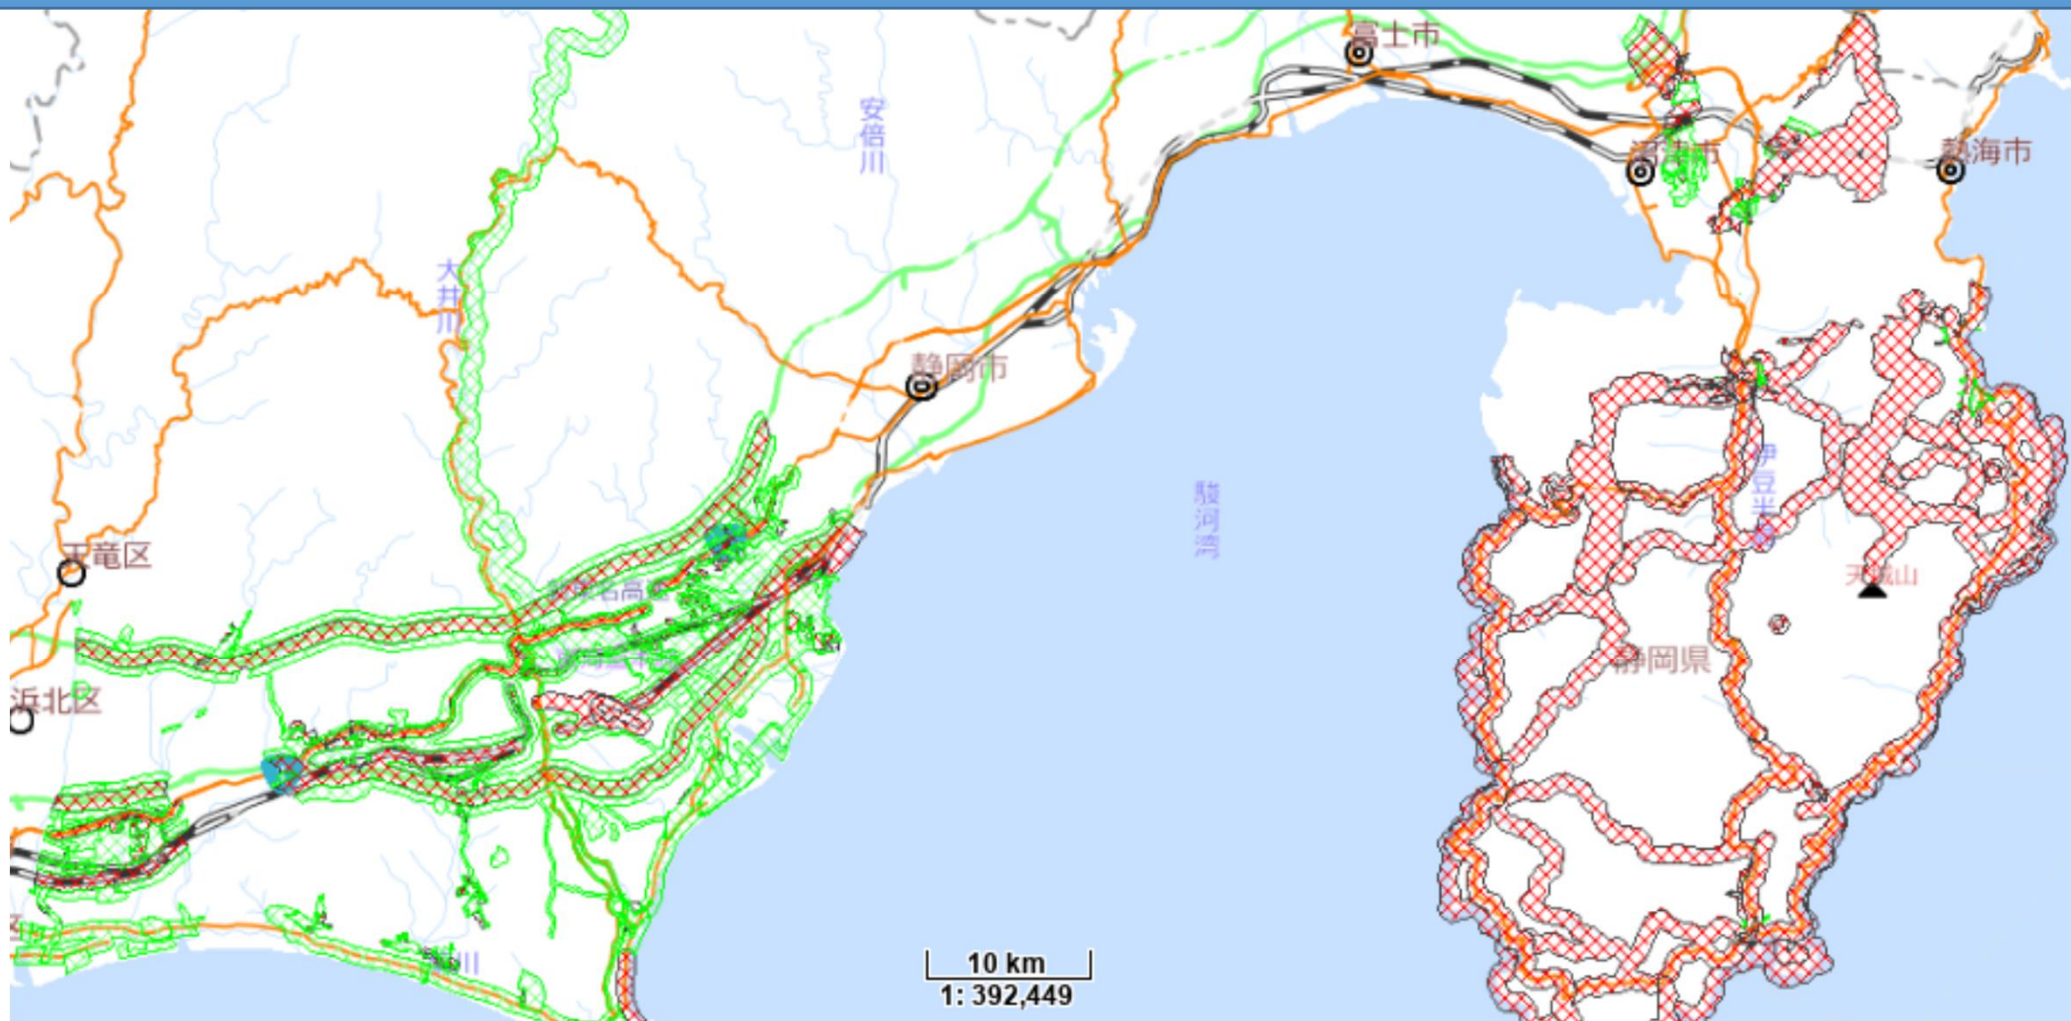 富士市
安倍川
沼津市
熱海市
大井川
静岡市
伊豆半島
駿河湾
天竜区
天城山
静岡県
浜北区
川
10 km
1: 392,449